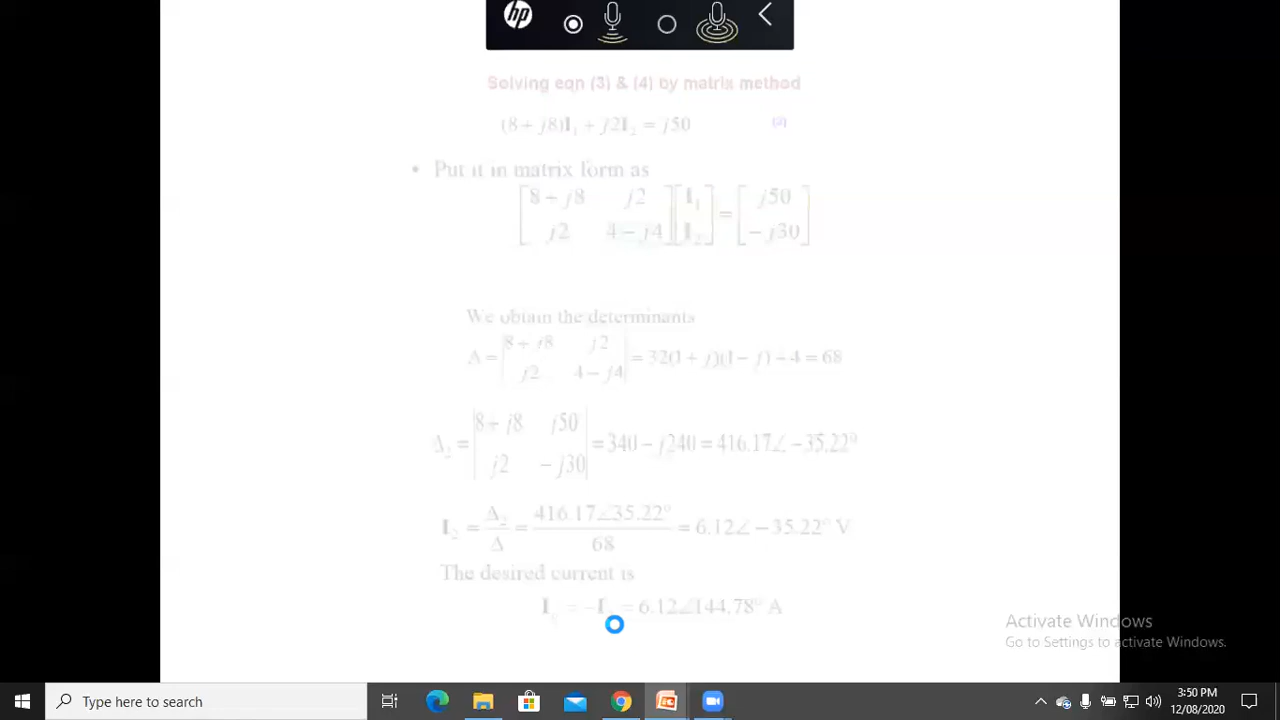 hp
Solving eqn (3) & (4) by matrix method
(8 + j8)I₁ + j2I₂ = j50
• Put it in matrix form as
[8 + j8 j2; j2 4 − j4] [I₁; I₂] = [j50; − j30]
We obtain the determinants
Δ = |8 + j8 j2; j2 4 − j4| = 32(1 + j)(1 − j) + 4 = 68
Δ₂ = |8 + j8 j50; j2 − j30| = 340 − j240 = 416.17∠ −35.22°
I₂ = Δ₂/Δ = 416.17∠35.22°/68 = 6.12∠ −35.22° V
The desired current is
= −I = 6.12∠144.78° A
Activate Windows
Go to Settings to activate Windows.
Type here to search
3:50 PM
12/08/2020